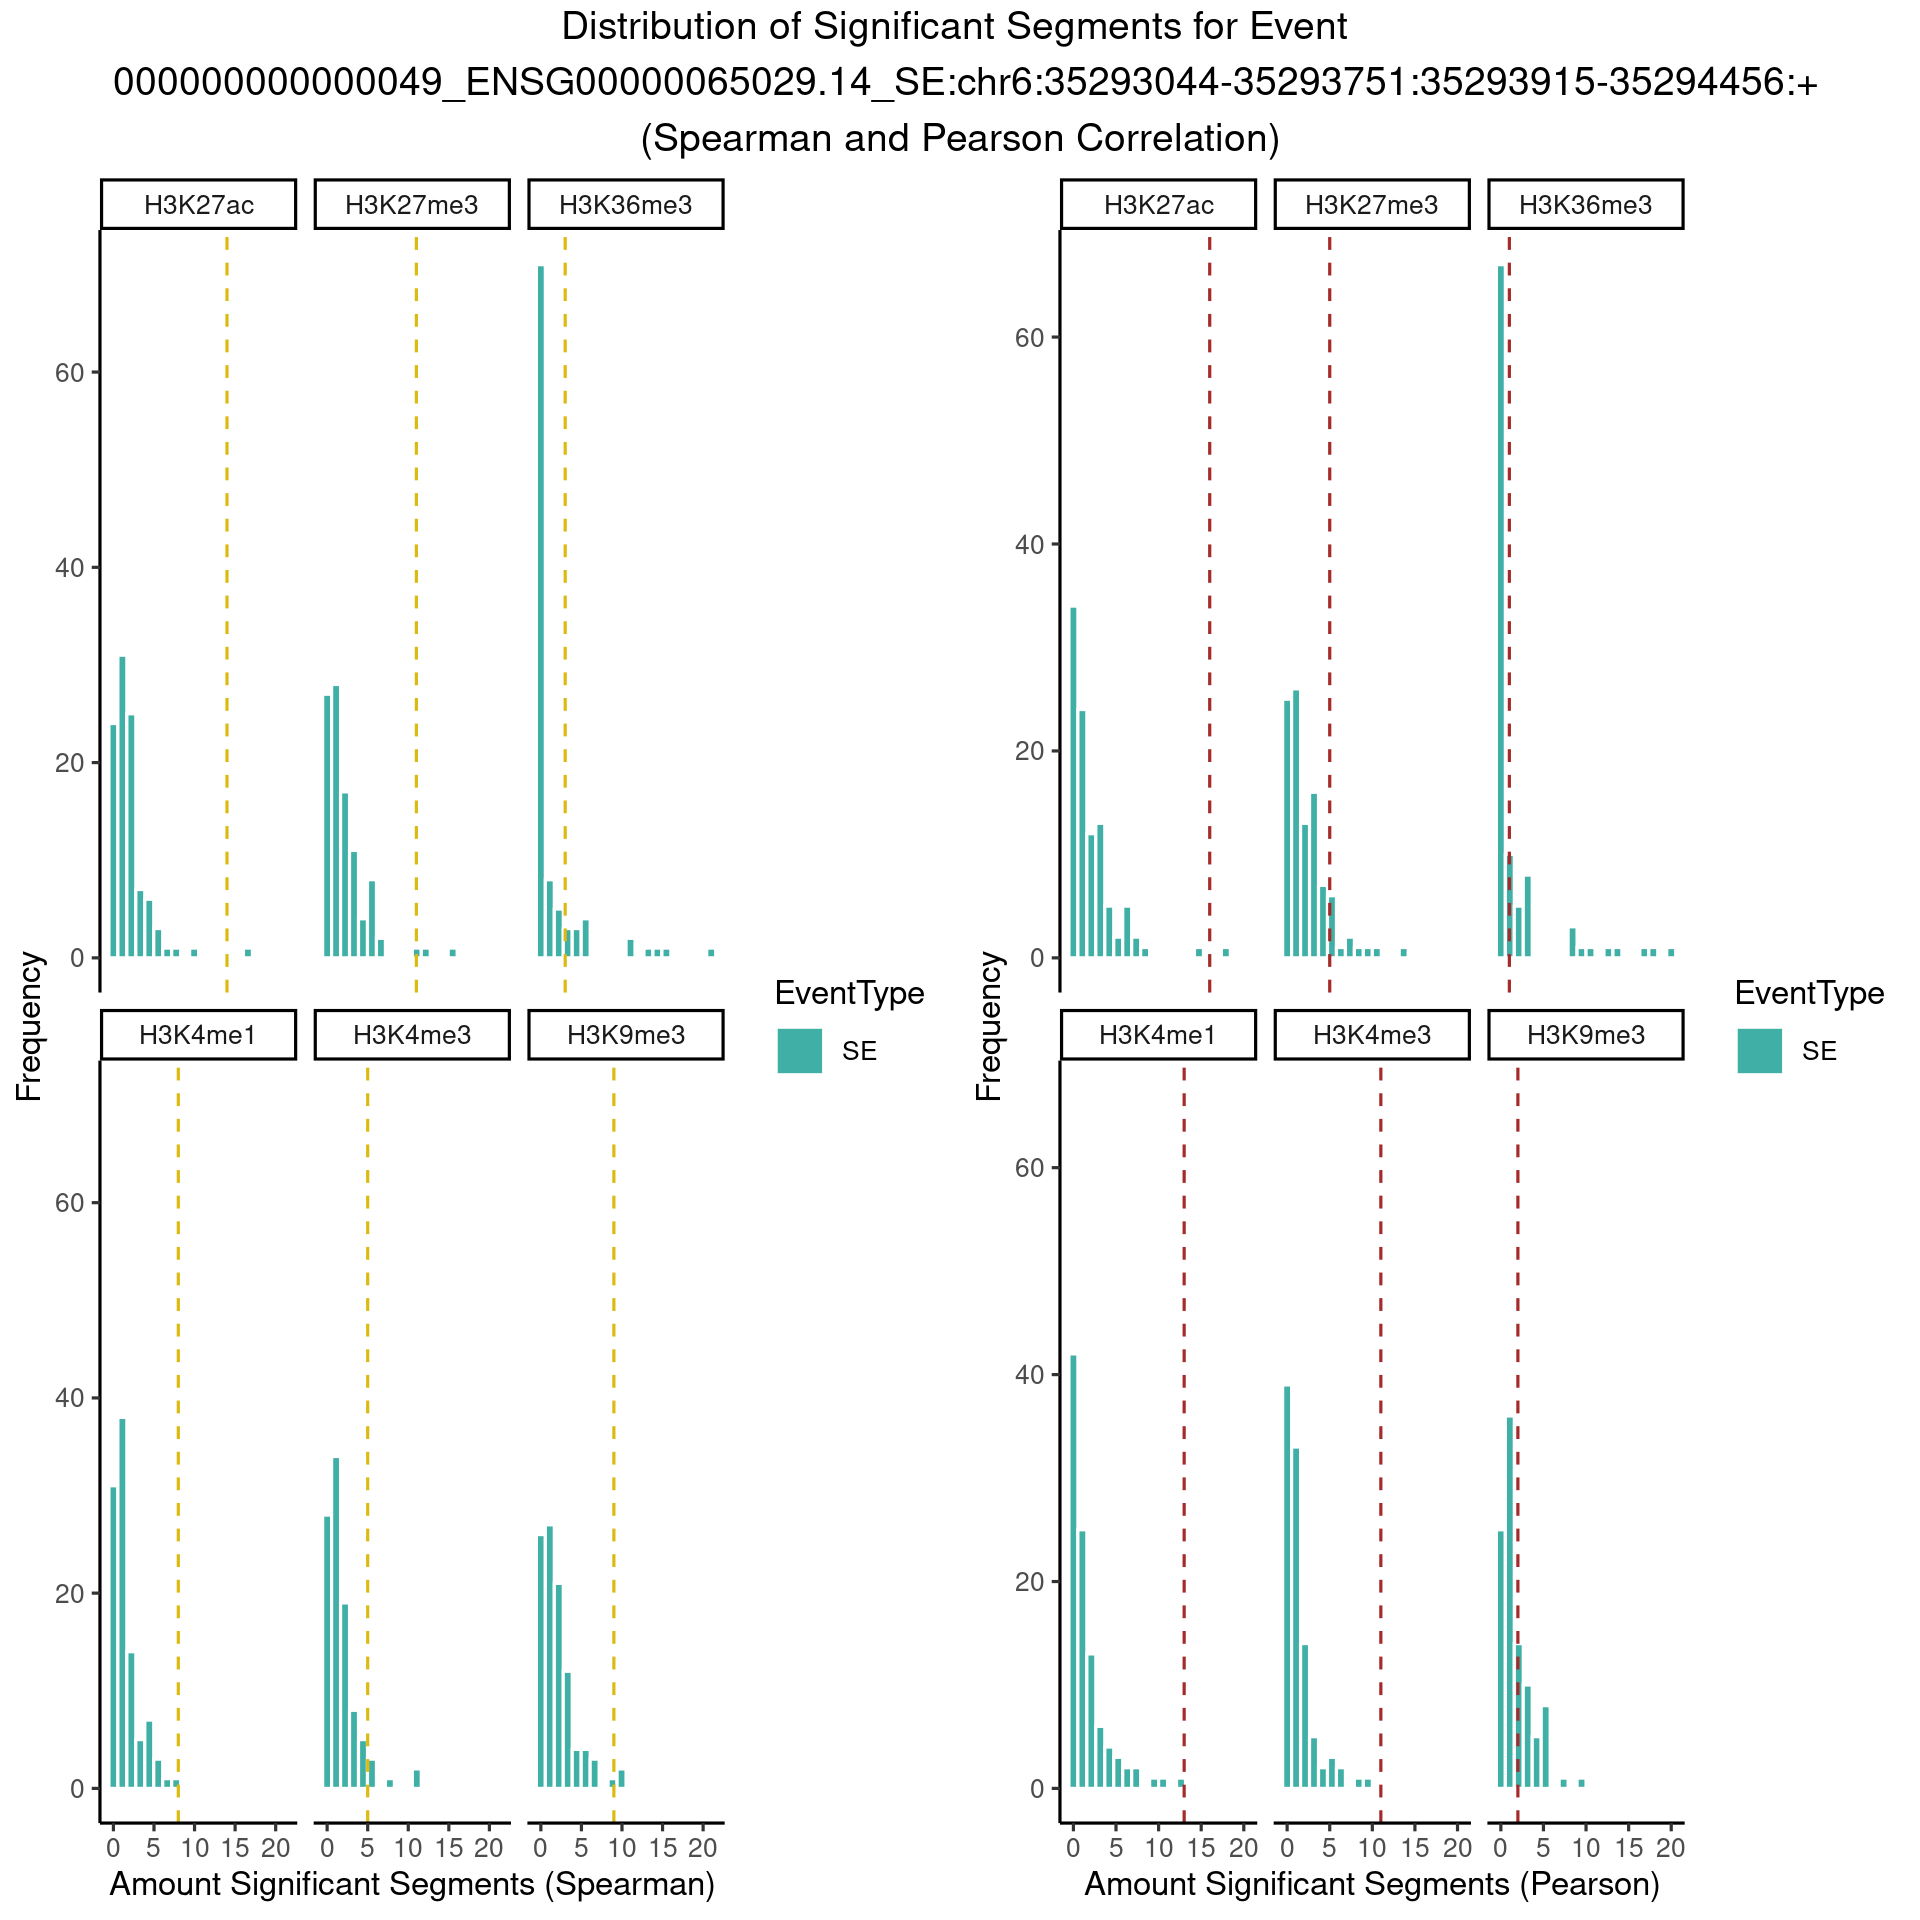 Distribution of Significant Segments for Event
000000000000049_ENSG00000065029.14_SE:chr6:35293044-35293751:35293915-35294456:+
(Spearman and Pearson Correlation)
H3K27ac H3K27me3 H3K36me3
60
40
20
0
H3K4me1 H3K4me3 H3K9me3
60
40
20
0
0 5 10 15 20 0 5 10 15 20 0 5 10 15 20
Frequency
Amount Significant Segments (Spearman)
EventType
SE
H3K27ac H3K27me3 H3K36me3
60
40
20
0
H3K4me1 H3K4me3 H3K9me3
60
40
20
0
0 5 10 15 20 0 5 10 15 20 0 5 10 15 20
Frequency
Amount Significant Segments (Pearson)
EventType
SE